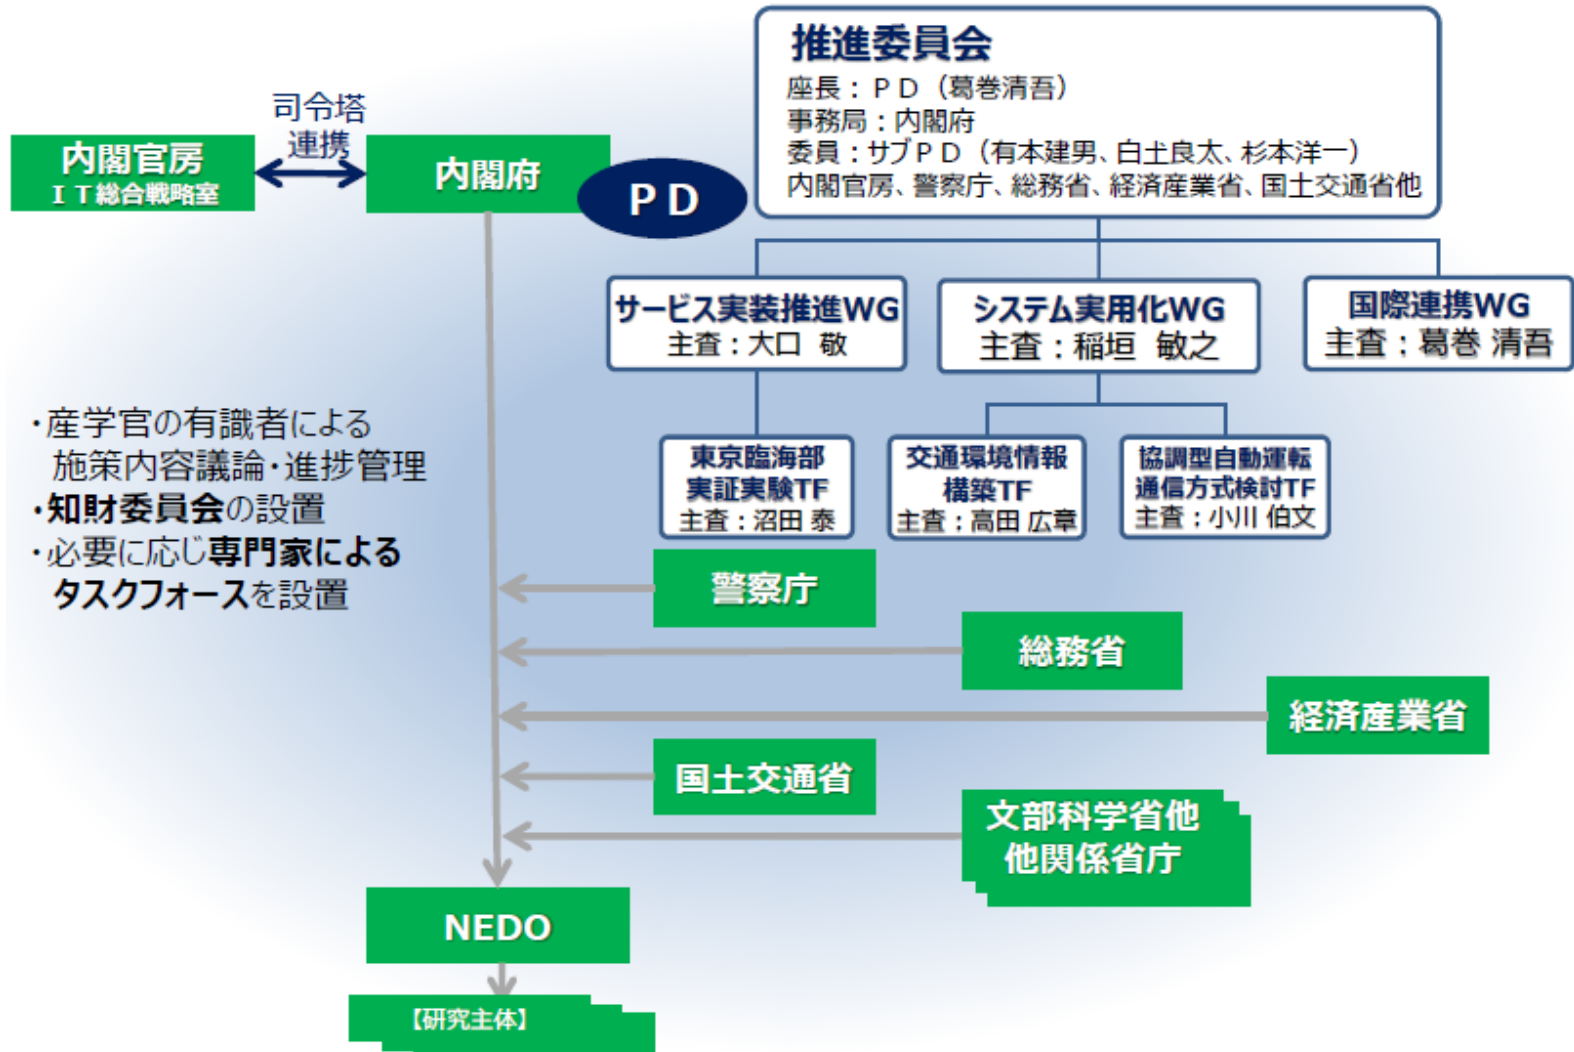 推進委員会
座長：ＰＤ（葛巻清吾）
事務局：内閣府
委員：サブＰＤ（有本建男、白土良太、杉本洋一）
内閣官房、警察庁、総務省、経済産業省、国土交通省他
司令塔
連携
内閣官房
ＩＴ総合戦略室
内閣府
ＰＤ
サービス実装推進WG
主査：大口 敬
システム実用化WG
主査：稲垣 敏之
国際連携WG
主査：葛巻 清吾
・産学官の有識者による
施策内容議論・進捗管理
・知財委員会の設置
・必要に応じ専門家による
タスクフォースを設置
東京臨海部
実証実験TF
主査：沼田 泰
交通環境情報
構築TF
主査：高田 広章
協調型自動運転
通信方式検討TF
主査：小川 伯文
警察庁
総務省
経済産業省
国土交通省
文部科学省他
他関係省庁
NEDO
【研究主体】